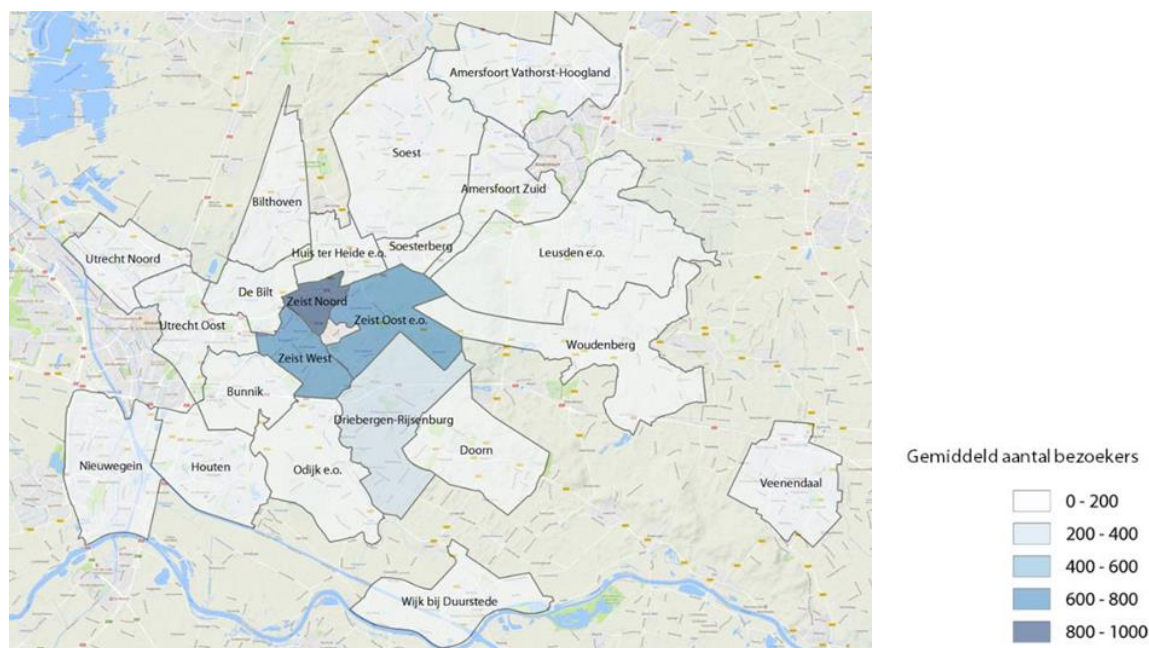 Amersfoort Vathorst-Hoogland
Soest
Amersfoort Zuid
Bilthoven
Huis ter Heide e.o.
Soesterberg
Leusden e.o.
Utrecht Noord
De Bilt
Zeist Noord
Zeist Oost e.o.
Utrecht Oost
Woudenberg
Zeist West
Bunnik
Driebergen-Rijsenburg
Doorn
Nieuwegein
Houten
Odijk e.o.
Veenendaal
Wijk bij Duurstede
Gemiddeld aantal bezoekers
0 - 200
200 - 400
400 - 600
600 - 800
800 - 1000